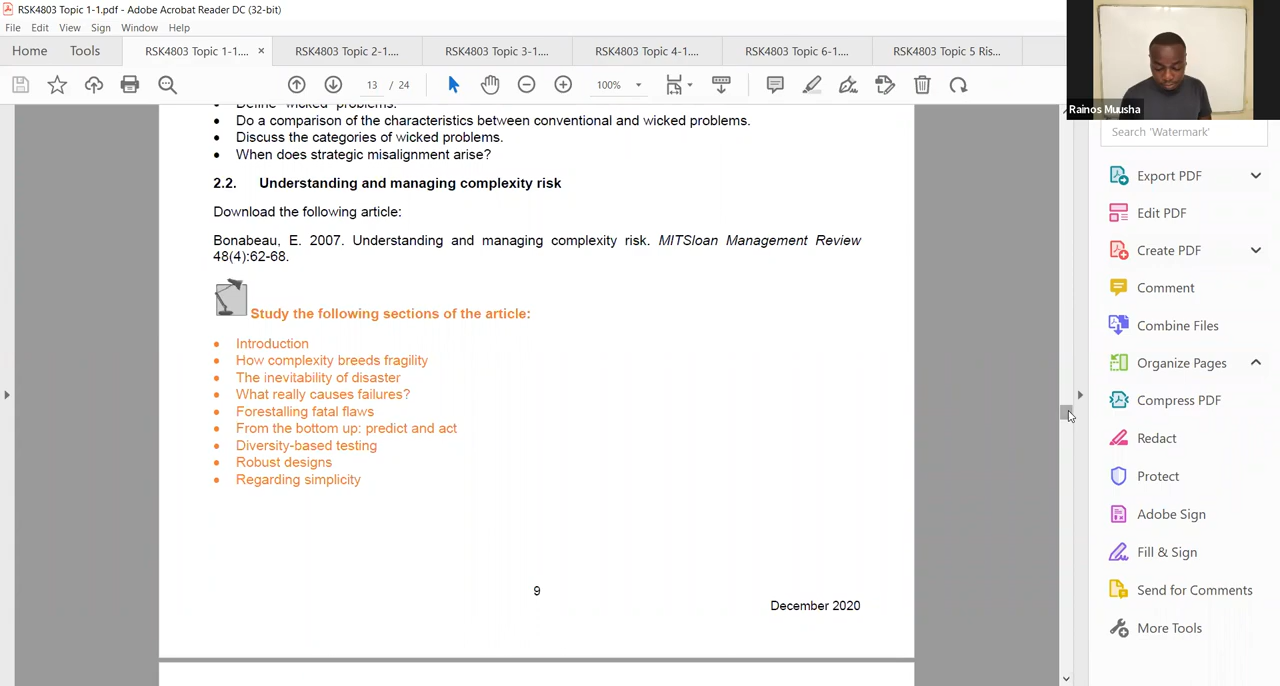 RSK4803 Topic 1-1.pdf - Adobe Acrobat Reader DC (32-bit)
File Edit View Sign Window Help
Home Tools RSK4803 Topic 1-1.... × RSK4803 Topic 2-1.... RSK4803 Topic 3-1.... RSK4803 Topic 4-1.... RSK4803 Topic 6-1.... RSK4803 Topic 5 Ris...
13 / 24 100%
Rainos Muusha
Search 'Watermark'
• Define 'wicked' problems.
• Do a comparison of the characteristics between conventional and wicked problems.
• Discuss the categories of wicked problems.
• When does strategic misalignment arise?
2.2. Understanding and managing complexity risk
Download the following article:
Bonabeau, E. 2007. Understanding and managing complexity risk. MITSloan Management Review
48(4):62-68.
Study the following sections of the article:
• Introduction
• How complexity breeds fragility
• The inevitability of disaster
• What really causes failures?
• Forestalling fatal flaws
• From the bottom up: predict and act
• Diversity-based testing
• Robust designs
• Regarding simplicity
9
December 2020
Export PDF
Edit PDF
Create PDF
Comment
Combine Files
Organize Pages
Compress PDF
Redact
Protect
Adobe Sign
Fill & Sign
Send for Comments
More Tools